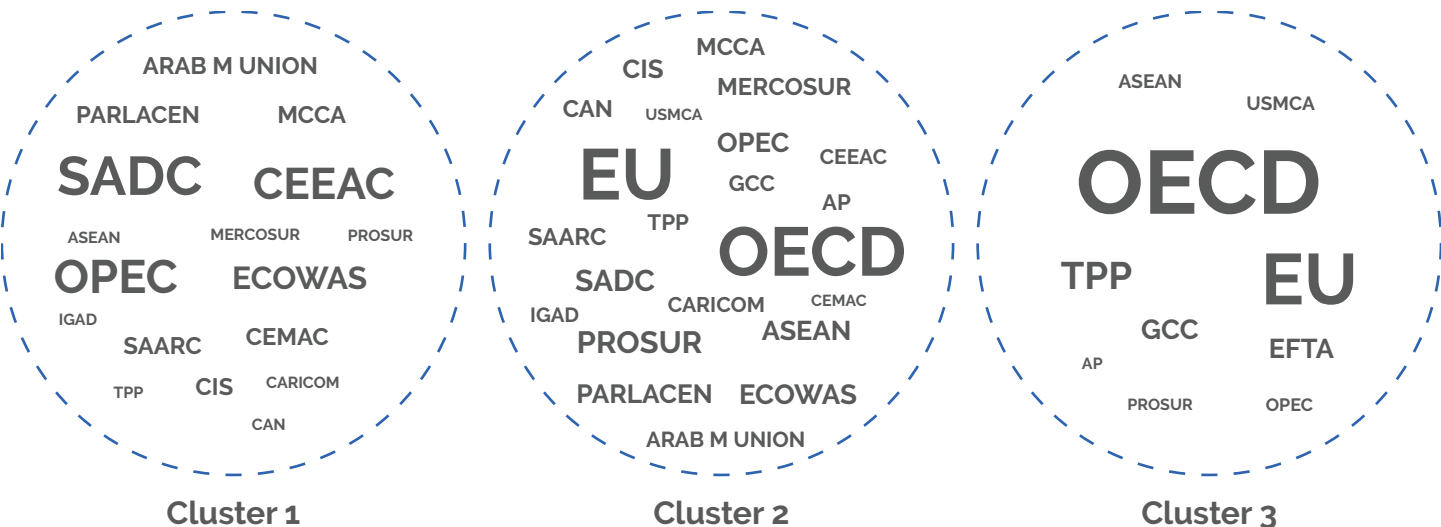 ARAB M UNION
PARLACEN MCCA
SADC CEEAC
ASEAN MERCOSUR PROSUR
OPEC ECOWAS
IGAD
SAARC CEMAC
TPP CIS CARICOM
CAN
Cluster 1
MCCA
CIS
MERCOSUR
CAN USMCA
OPEC
EU CEEAC
GCC
AP
TPP
SAARC
OECD
SADC
CARICOM CEMAC
IGAD
ASEAN
PROSUR
PARLACEN ECOWAS
ARAB M UNION
Cluster 2
ASEAN
USMCA
OECD
TPP EU
GCC
EFTA
AP
PROSUR OPEC
Cluster 3